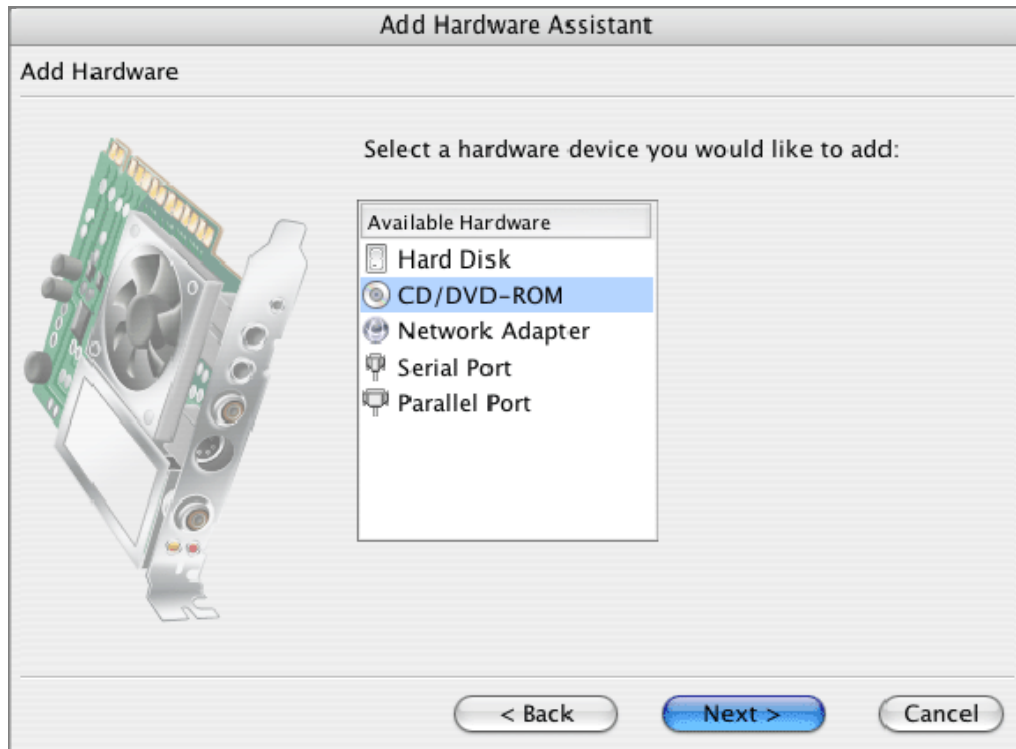 Add Hardware Assistant
Add Hardware
Select a hardware device you would like to add:
Available Hardware
Hard Disk
CD/DVD-ROM
Network Adapter
Serial Port
Parallel Port
< Back
Next >
Cancel